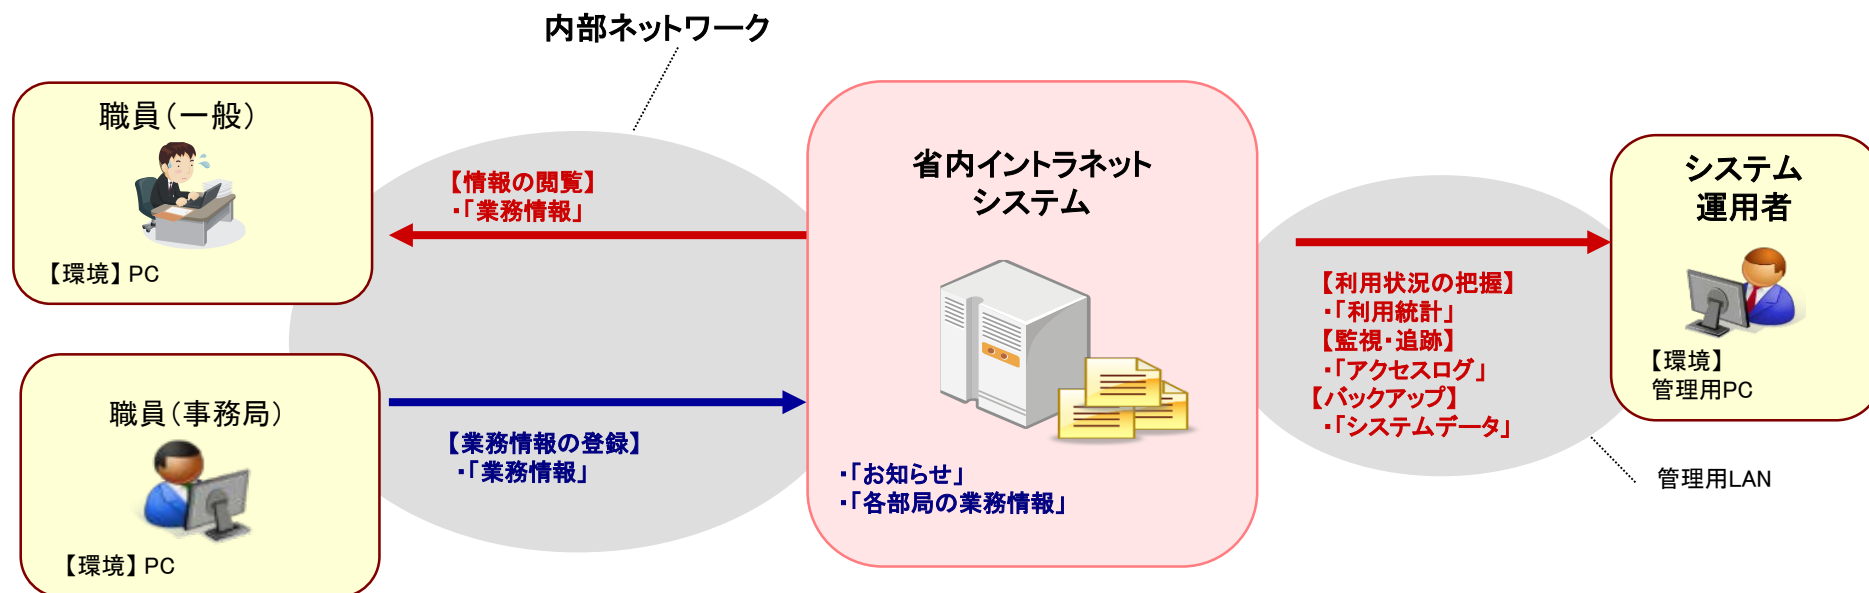 内部ネットワーク
職員(一般)
【環境】PC
【情報の閲覧】
・「業務情報」
職員(事務局)
【環境】PC
【業務情報の登録】
・「業務情報」
省内イントラネット
システム
・「お知らせ」
・「各部局の業務情報」
【利用状況の把握】
・「利用統計」
【監視・追跡】
・「アクセスログ」
【バックアップ】
・「システムデータ」
システム
運用者
【環境】
管理用PC
管理用LAN